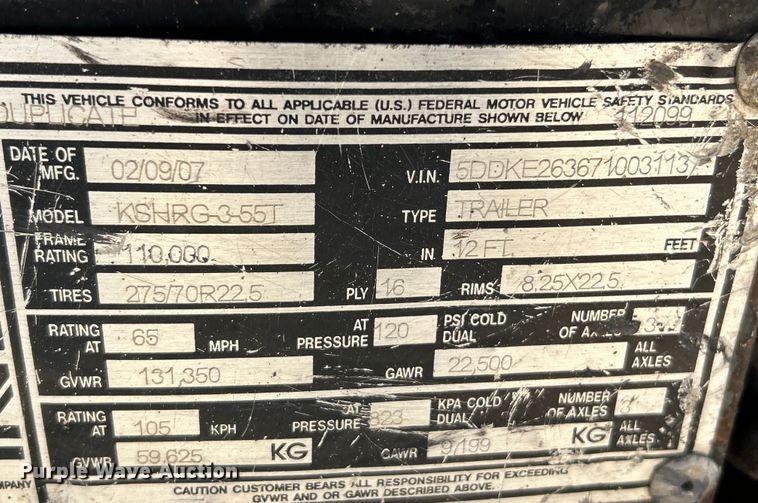 THIS VEHICLE CONFORMS TO ALL APPLICABLE (U.S.) FEDERAL MOTOR VEHICLE SAFETY STANDARDS
DUPLICATE IN EFFECT ON DATE OF MANUFACTURE SHOWN BELOW 112099
DATE OF MFG. 02/09/07 V.I.N. 5DDKE263671003113
MODEL KSHRG-3-55T TYPE TRAILER
FRAME RATING 110,000 IN 12 FT. FEET
TIRES 275/70R22.5 PLY 16 RIMS 8.25X22.5
RATING AT 65 MPH AT PRESSURE 120 PSI COLD DUAL NUMBER OF AXLES 3
GVWR 131,350 GAWR 22,500 ALL AXLES
RATING AT 105 KPH AT PRESSURE 823 KPA COLD DUAL NUMBER OF AXLES 3
GVWR 59,625 KG GAWR KG ALL AXLES
CAUTION CUSTOMER BEARS ALL RESPONSIBILITY FOR EXCEEDING
GVWR AND OR GAWR DESCRIBED ABOVE.
Purple Wave Auction